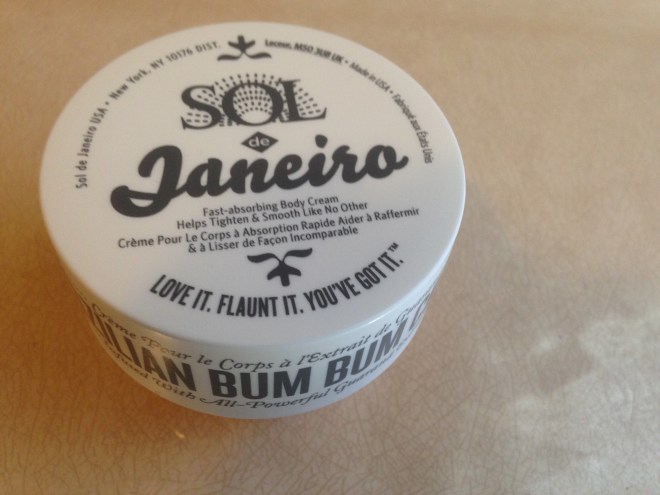 Sol de Janeiro USA • New York, NY 10176 DIST.
Leceve, MSO 3UR UK • Made in USA • Fabriqué aux États Unis
SOL
de
Janeiro
Fast-absorbing Body Cream
Helps Tighten & Smooth Like No Other
Crème Pour Le Corps à Absorption Rapide Aider à Raffermir
& à Lisser de Façon Incomparable
LOVE IT. FLAUNT IT. YOU'VE GOT IT.™
Crème Pour le Corps à l'Extrait de
BUM BUM
With All-Powerful Guaraná